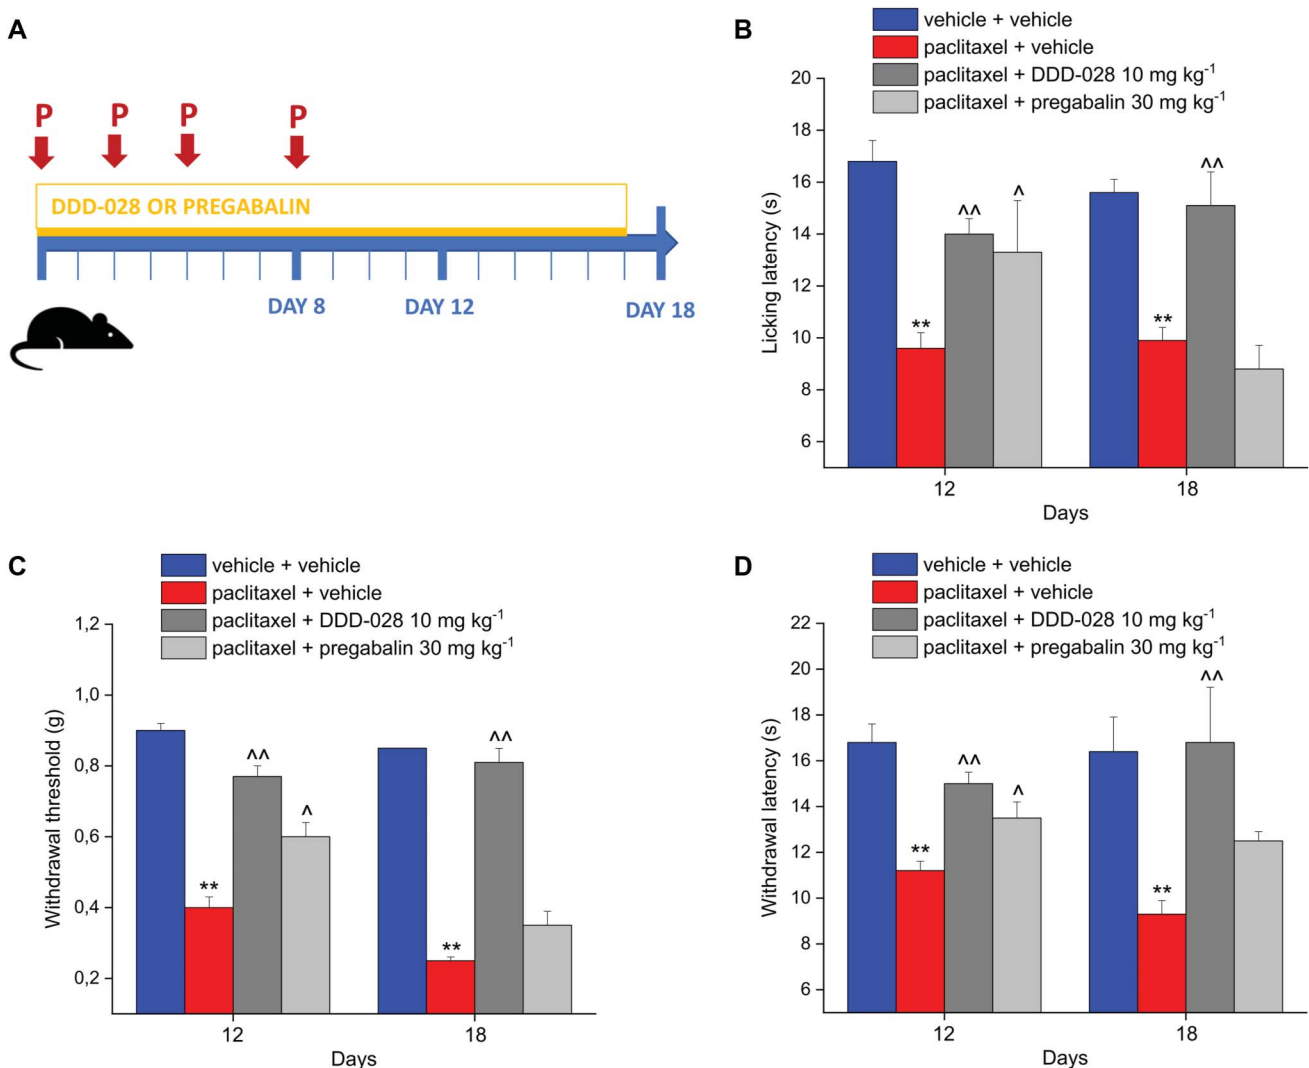 A
P P P P
DDD-028 OR PREGABALIN
DAY 8 DAY 12 DAY 18
B
vehicle + vehicle
paclitaxel + vehicle
paclitaxel + DDD-028 10 mg kg⁻¹
paclitaxel + pregabalin 30 mg kg⁻¹
20
18
16
14
12
10
8
6
Licking latency (s)
** ^^ ^ ** ^^
12 18
Days
C
vehicle + vehicle
paclitaxel + vehicle
paclitaxel + DDD-028 10 mg kg⁻¹
paclitaxel + pregabalin 30 mg kg⁻¹
1,2
1,0
0,8
0,6
0,4
0,2
Withdrawal threshold (g)
** ^^ ^ ** ^^
12 18
Days
D
vehicle + vehicle
paclitaxel + vehicle
paclitaxel + DDD-028 10 mg kg⁻¹
paclitaxel + pregabalin 30 mg kg⁻¹
22
20
18
16
14
12
10
8
6
Withdrawal latency (s)
** ^^ ^ ** ^^
12 18
Days